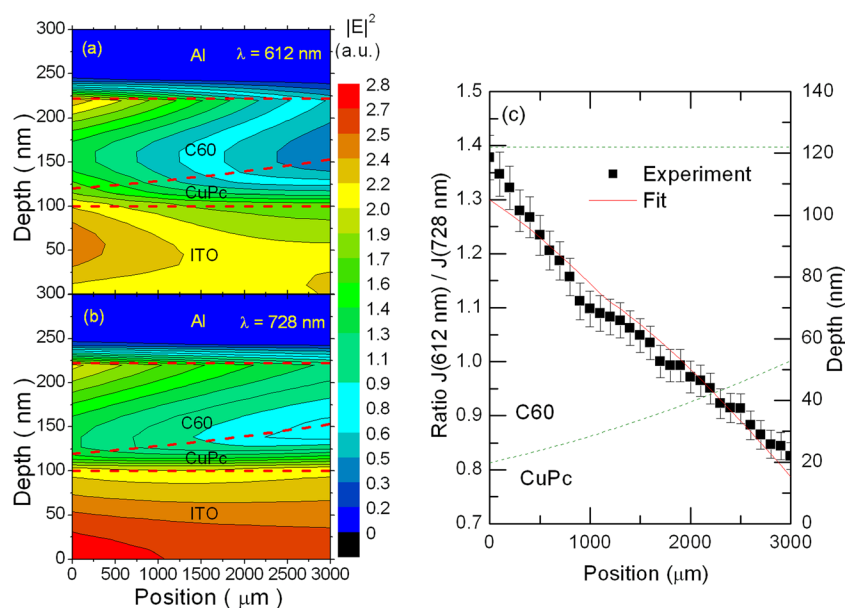 |E|²
(a.u.)
300
(a)
Al
λ = 612 nm
250
200
150
100
50
300
Depth ( nm )
C60
CuPc
ITO
2.8
2.7
2.5
2.4
2.2
2.0
1.9
1.7
1.6
1.4
1.3
1.1
0.9
0.8
0.6
0.5
0.3
0.2
0
(b)
Al
λ = 728 nm
250
200
150
100
50
0
Depth ( nm )
C60
CuPc
ITO
0 500 1000 1500 2000 2500 3000
Position ( μm )
(c)
1.5
1.4
1.3
1.2
1.1
1.0
0.9
0.8
0.7
Ratio J(612 nm) / J(728 nm)
Experiment
Fit
C60
CuPc
140
120
100
80
60
40
20
0
Depth (nm)
0 1000 2000 3000
Position (μm)